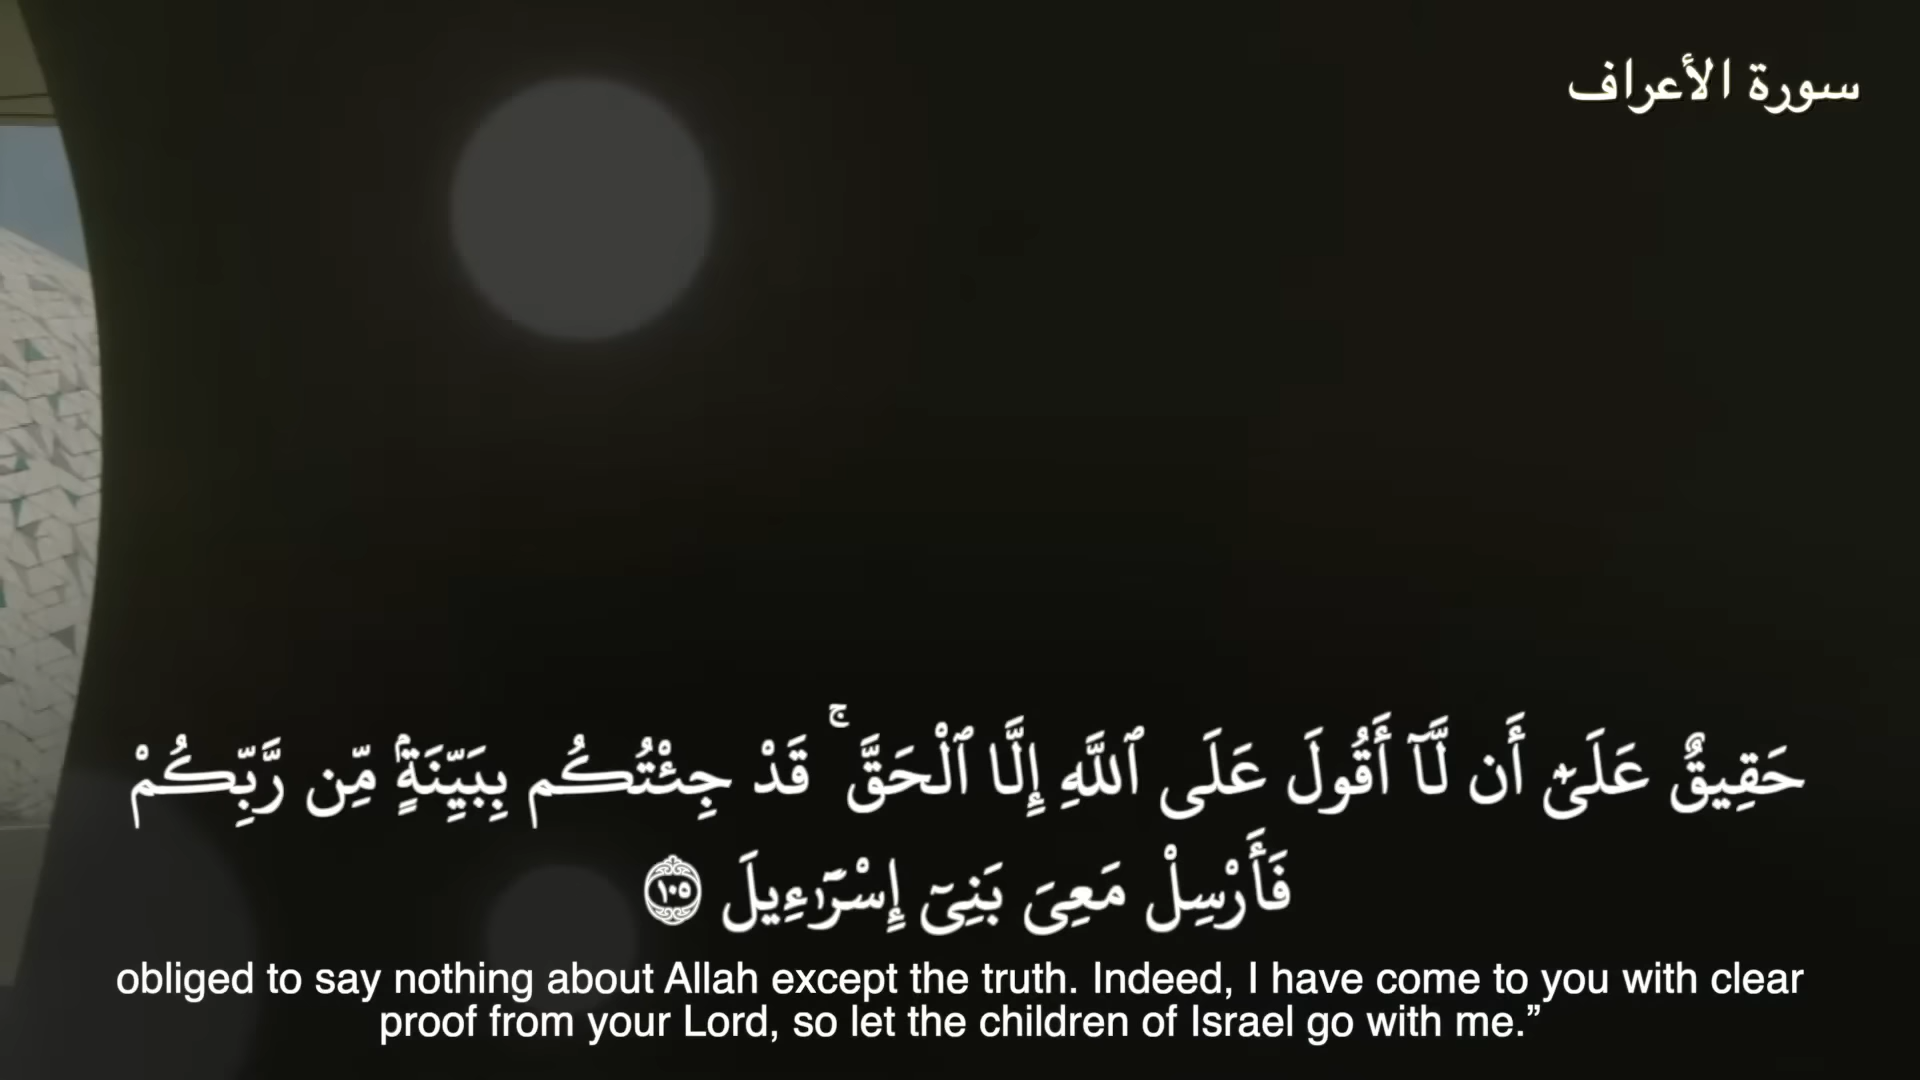 سورة الأعراف
حَقِيقٌ عَلَىٰٓ أَن لَّآ أَقُولَ عَلَى ٱللَّهِ إِلَّا ٱلْحَقَّ ۚ قَدْ جِئْتُكُم بِبَيِّنَةٍۢ مِّن رَّبِّكُمْ
فَأَرْسِلْ مَعِىَ بَنِىٓ إِسْرَٰٓءِيلَ ١٠٥
obliged to say nothing about Allah except the truth. Indeed, I have come to you with clear
proof from your Lord, so let the children of Israel go with me.”